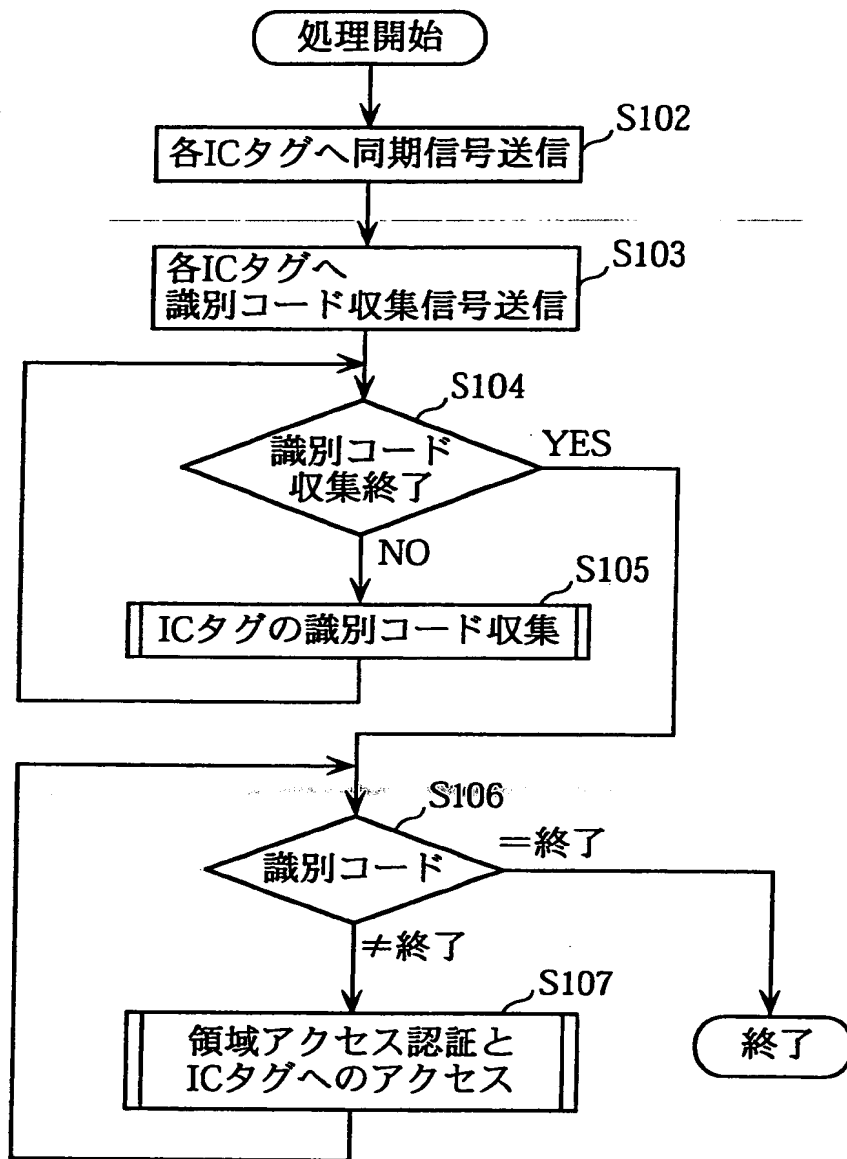 処理開始
S102
各ICタグへ同期信号送信
S103
各ICタグへ
識別コード収集信号送信
S104
識別コード
収集終了
YES
NO
S105
ICタグの識別コード収集
S106
識別コード
=終了
≠終了
S107
領域アクセス認証と
ICタグへのアクセス
終了